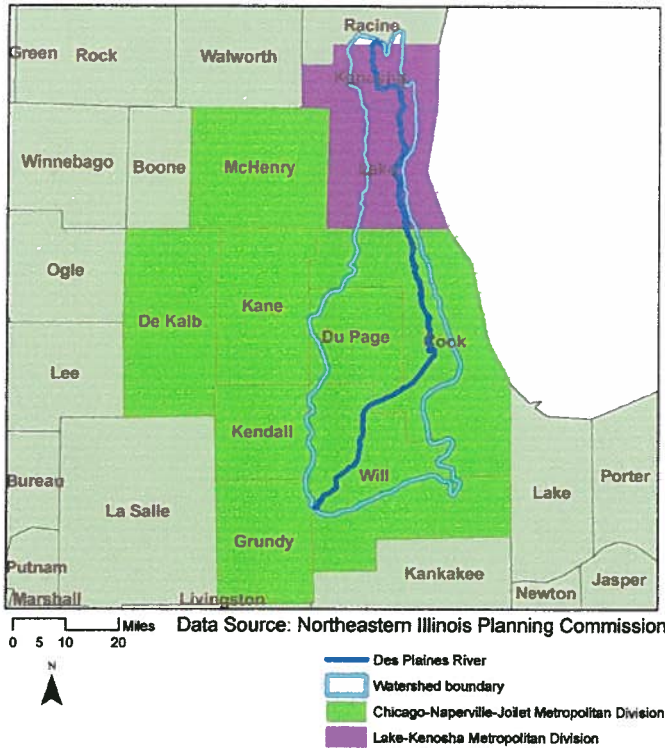 Racine
Green Rock Walworth
Kenosha
Winnebago Boone McHenry Lake
Ogle
De Kalb Kane Du Page Cook
Lee
Kendall
Bureau La Salle Will Lake Porter
Grundy
Putnam Kankakee Jasper
Marshall Livingston Newton
0 5 10 20 Miles Data Source: Northeastern Illinois Planning Commission
N
Des Plaines River
Watershed boundary
Chicago-Naperville-Joliet Metropolitan Division
Lake-Kenosha Metropolitan Division